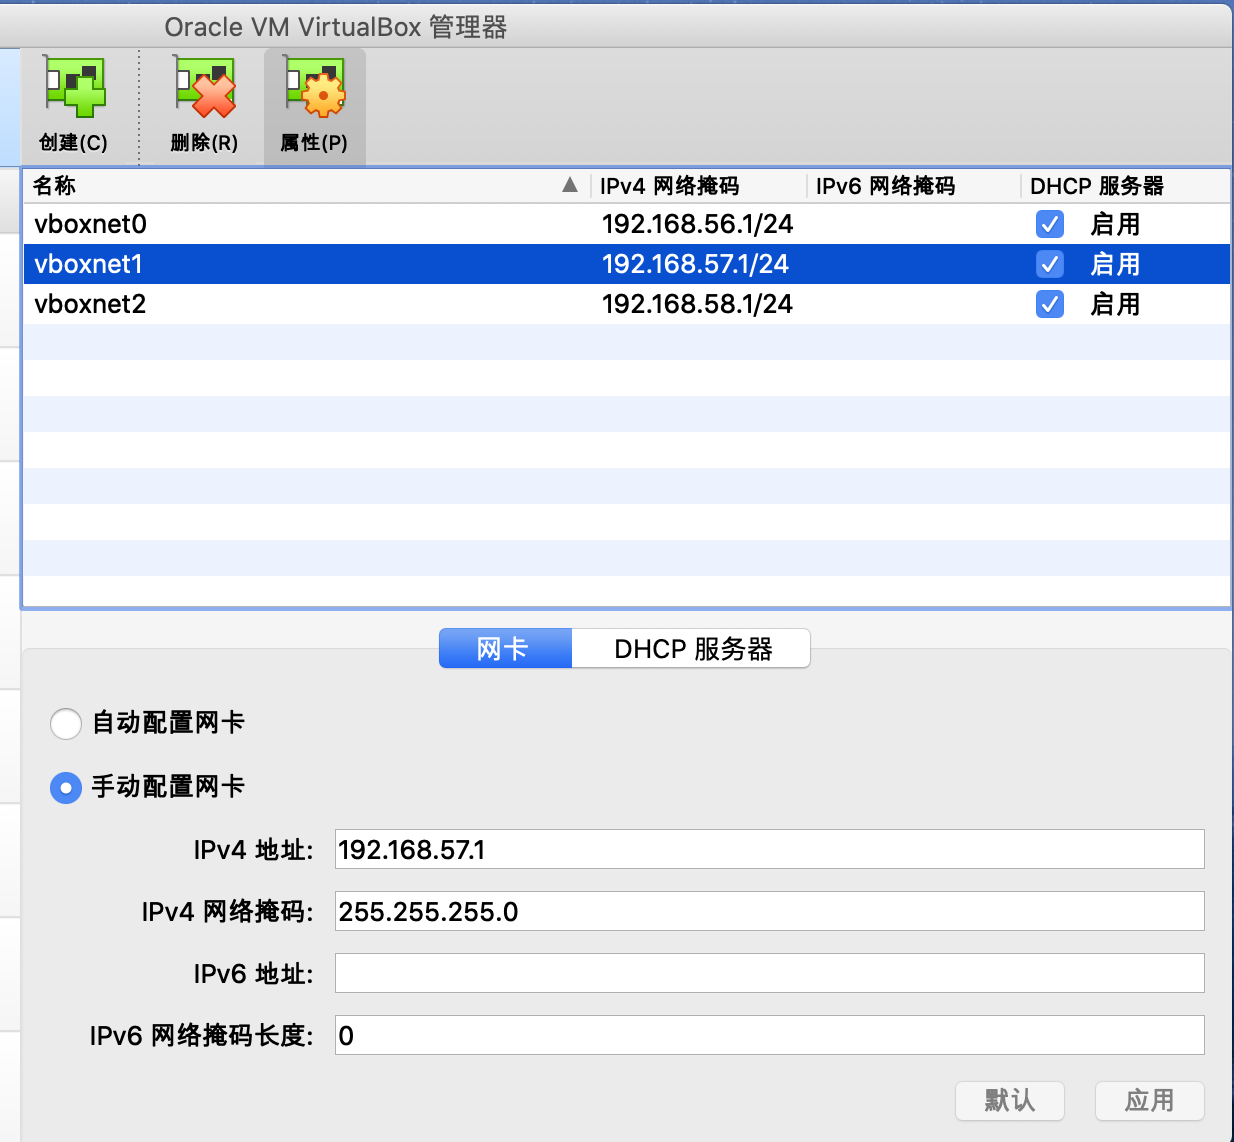 Oracle VM VirtualBox 管理器
创建(C) 删除(R) 属性(P)
名称 IPv4 网络掩码 IPv6 网络掩码 DHCP 服务器
vboxnet0 192.168.56.1/24 启用
vboxnet1 192.168.57.1/24 启用
vboxnet2 192.168.58.1/24 启用
网卡 DHCP 服务器
自动配置网卡
手动配置网卡
IPv4 地址: 192.168.57.1
IPv4 网络掩码: 255.255.255.0
IPv6 地址:
IPv6 网络掩码长度: 0
默认 应用